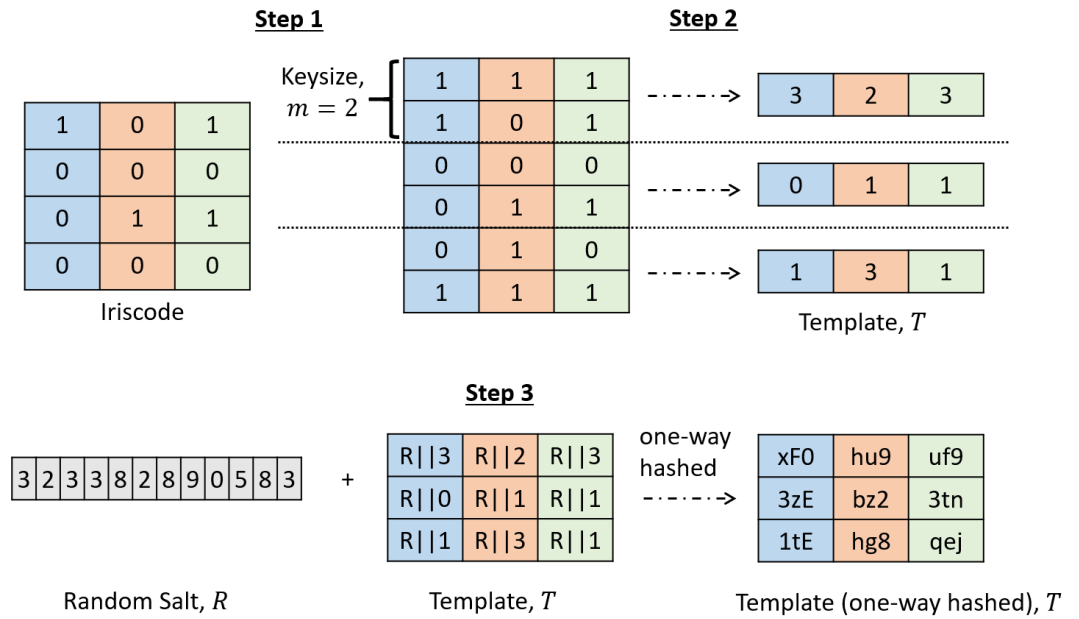 Step 1
Step 2
Keysize,
m = 2
1 0 1
0 0 0
0 1 1
0 0 0
Iriscode
1 1 1
1 0 1
0 0 0
0 1 1
0 1 0
1 1 1
3 2 3
0 1 1
1 3 1
Template, T
Step 3
3 2 3 3 8 2 8 9 0 5 8 3
+
R||3 R||2 R||3
R||0 R||1 R||1
R||1 R||3 R||1
one-way
hashed
xF0 hu9 uf9
3zE bz2 3tn
1tE hg8 qej
Random Salt, R
Template, T
Template (one-way hashed), T